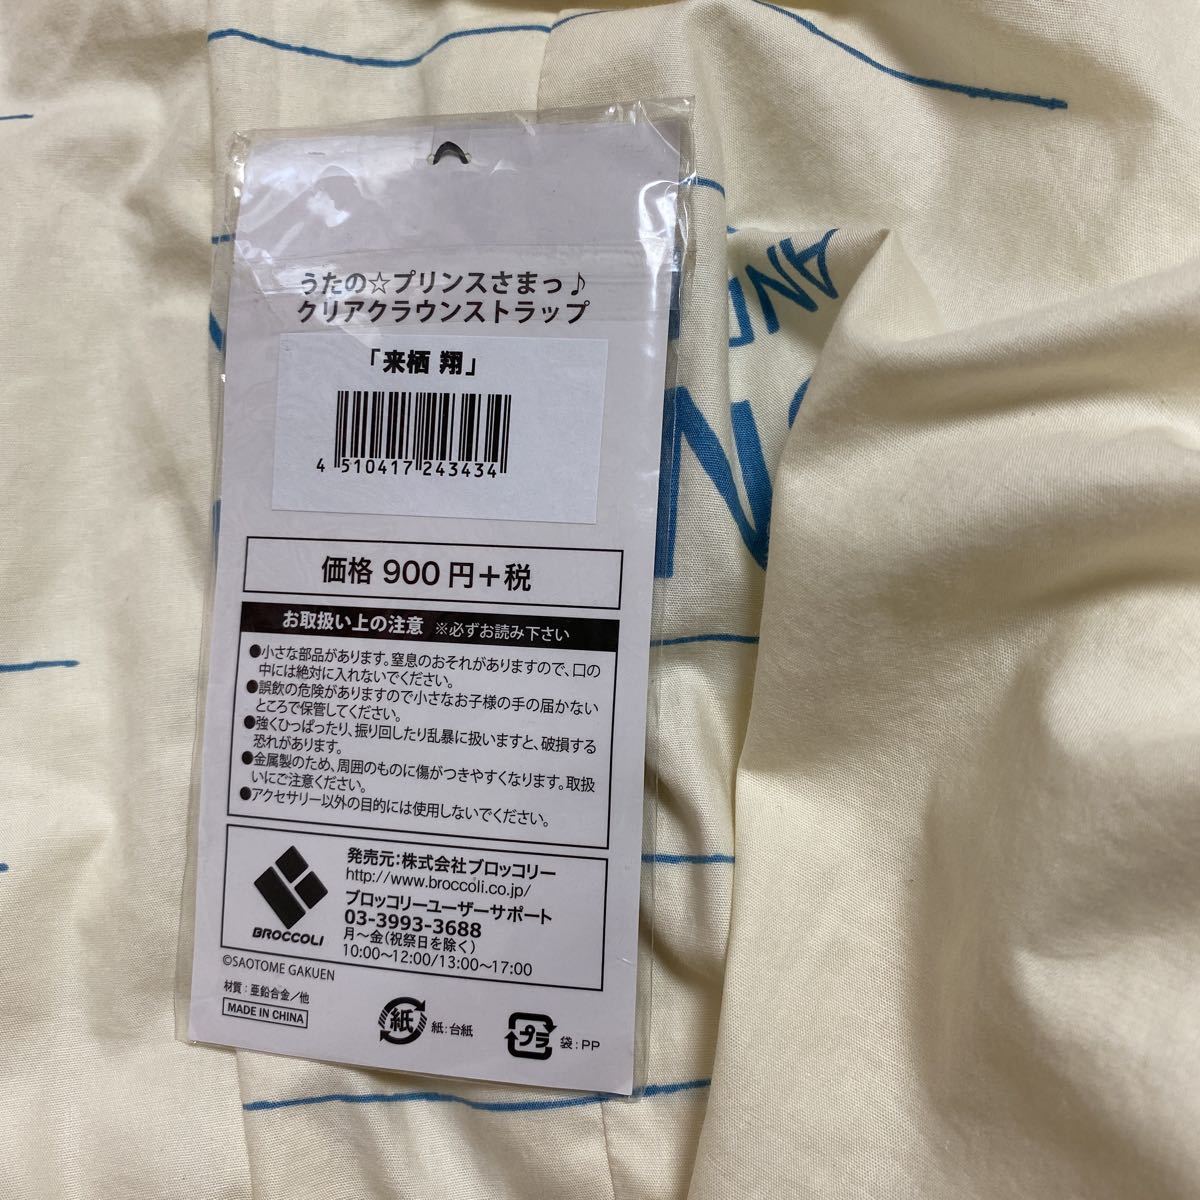 うたの☆プリンスさまっ♪
クリアクラウンストラップ
「来栖 翔」
4 510417 243434
価格 900 円+税
お取扱い上の注意 ※必ずお読み下さい
●小さな部品があります。窒息のおそれがありますので、口の
中には絶対に入れないでください。
●誤飲の危険がありますので小さなお子様の手の届かない
ところで保管してください。
●強くひっぱったり、振り回したり乱暴に扱いますと、破損する
恐れがあります。
●金属製のため、周囲のものに傷がつきやすくなります。取扱
いにご注意ください。
●アクセサリー以外の目的には使用しないでください。
BROCCOLI
発売元:株式会社ブロッコリー
http://www.broccoli.co.jp/
ブロッコリーユーザーサポート
03-3993-3688
月～金(祝祭日を除く)
10:00～12:00/13:00～17:00
©SAOTOME GAKUEN
材質:亜鉛合金/他
MADE IN CHINA
紙
紙:台紙
プラ
袋:PP